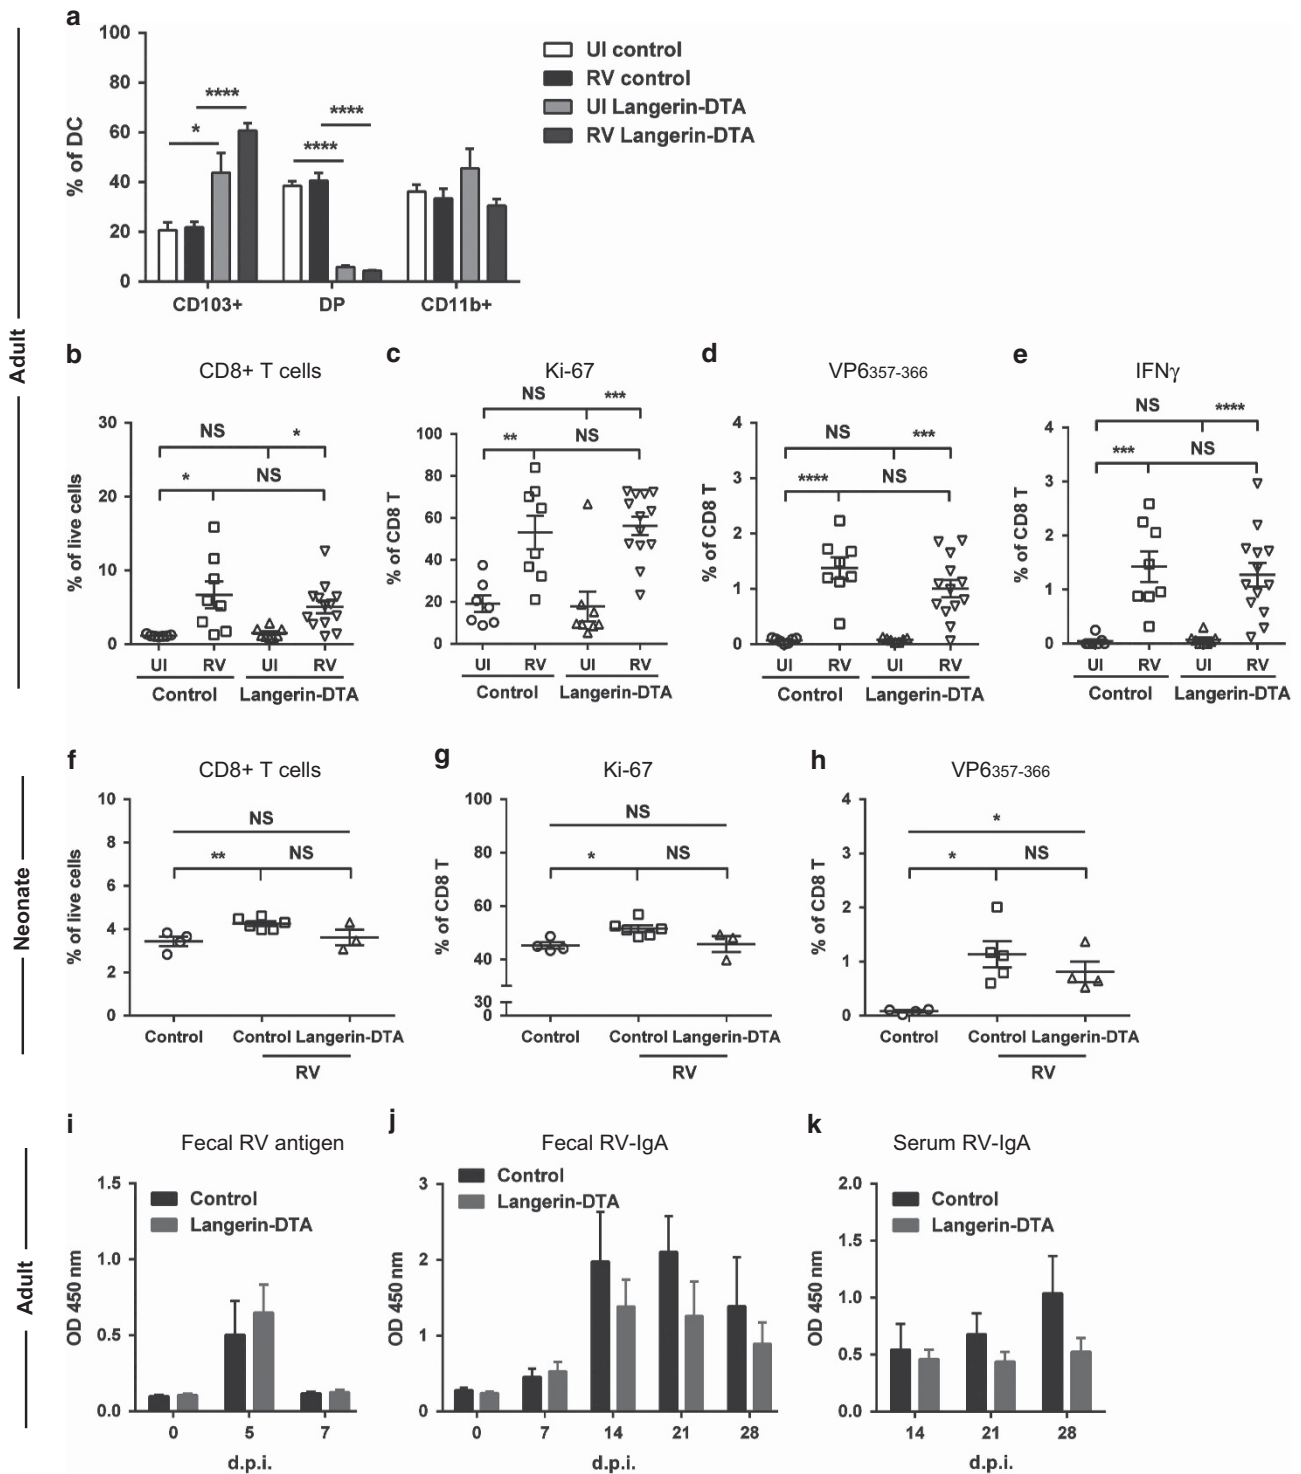 a
100
80
60
40
20
0
% of DC
****
*
****
****
UI control
RV control
UI Langerin-DTA
RV Langerin-DTA
CD103+ DP CD11b+
Adult
b
CD8+ T cells
30
20
10
0
% of live cells
NS *
* NS
UI RV UI RV
Control Langerin-DTA
c
Ki-67
100
80
60
40
20
0
% of CD8 T
NS ***
** NS
UI RV UI RV
Control Langerin-DTA
d
VP6357-366
4
3
2
1
0
% of CD8 T
NS ***
**** NS
UI RV UI RV
Control Langerin-DTA
e
IFNγ
4
3
2
1
0
% of CD8 T
NS ****
*** NS
UI RV UI RV
Control Langerin-DTA
Neonate
f
CD8+ T cells
10
8
6
4
2
0
% of live cells
NS
** NS
Control Control Langerin-DTA
RV
g
Ki-67
100
80
60
40
30
0
% of CD8 T
NS
* NS
Control Control Langerin-DTA
RV
h
VP6357-366
4
3
2
1
0
% of CD8 T
*
* NS
Control Control Langerin-DTA
RV
Adult
i
Fecal RV antigen
1.5
1.0
0.5
0.0
OD 450 nm
Control
Langerin-DTA
0 5 7
d.p.i.
j
Fecal RV-IgA
3
2
1
0
OD 450 nm
Control
Langerin-DTA
0 7 14 21 28
d.p.i.
k
Serum RV-IgA
2.0
1.5
1.0
0.5
0.0
OD 450 nm
Control
Langerin-DTA
14 21 28
d.p.i.